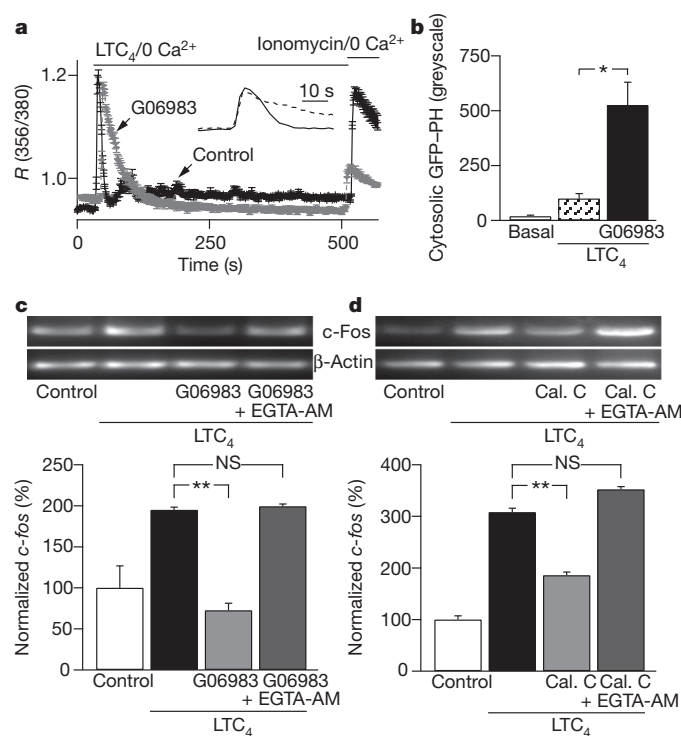 a
LTC4/0 Ca2+
Ionomycin/0 Ca2+
R (356/380)
1.2
1.0
G06983
10 s
Control
0
250
500
Time (s)
b
Cytosolic GFP–PH (greyscale)
750
500
250
0
*
Basal
G06983
LTC4
c
c-Fos
β-Actin
Control
G06983
G06983
+ EGTA-AM
LTC4
Normalized c-fos (%)
250
200
150
100
50
0
NS
**
Control
G06983
G06983
+ EGTA-AM
LTC4
d
Control
Cal. C
Cal. C
+ EGTA-AM
LTC4
Normalized c-fos (%)
400
300
200
100
0
NS
**
Control
Cal. C
Cal. C
+ EGTA-AM
LTC4